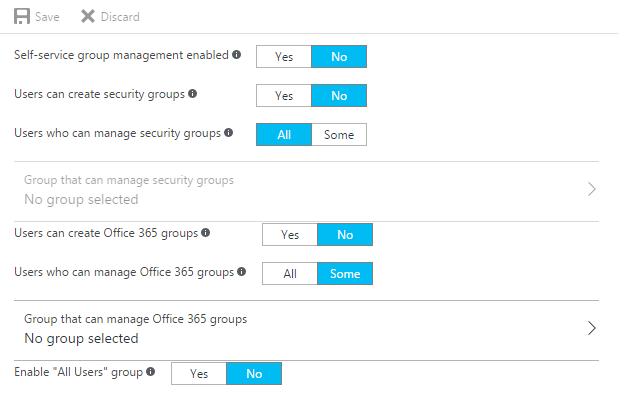 Save Discard
Self-service group management enabled Yes No
Users can create security groups Yes No
Users who can manage security groups All Some
Group that can manage security groups
No group selected
Users can create Office 365 groups Yes No
Users who can manage Office 365 groups All Some
Group that can manage Office 365 groups
No group selected
Enable "All Users" group Yes No